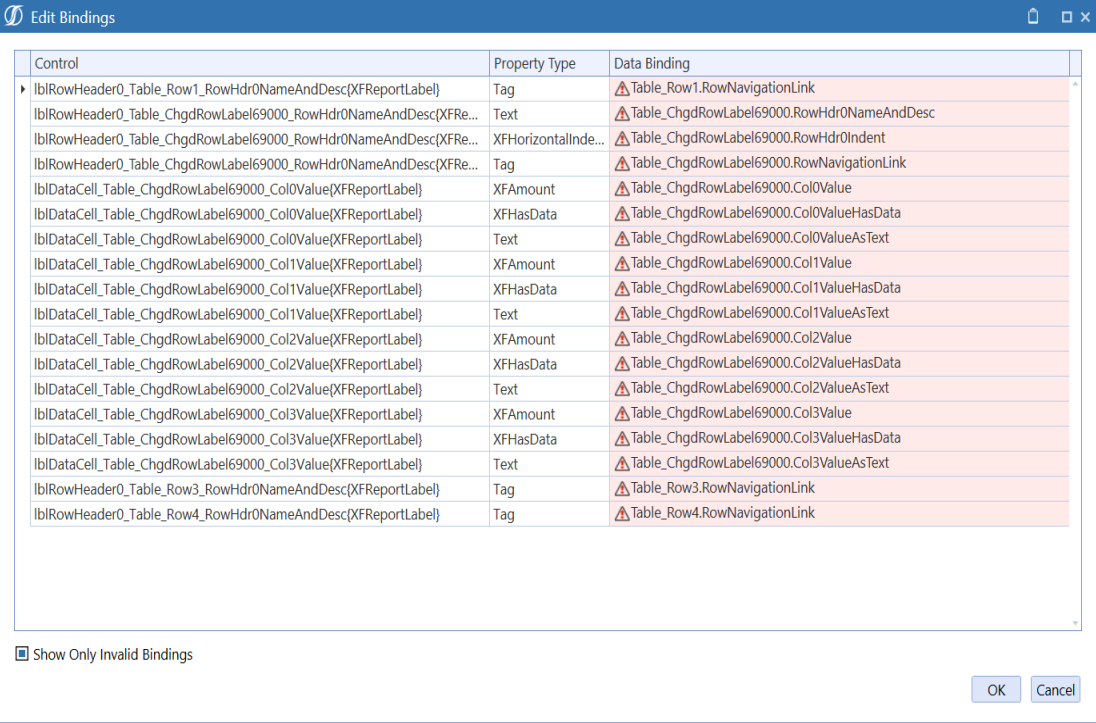 Edit Bindings
Control Property Type Data Binding
lblRowHeader0_Table_Row1_RowHdr0NameAndDesc{XFReportLabel} Tag Table_Row1.RowNavigationLink
lblRowHeader0_Table_ChgdRowLabel69000_RowHdr0NameAndDesc{XFRe... Text Table_ChgdRowLabel69000.RowHdr0NameAndDesc
lblRowHeader0_Table_ChgdRowLabel69000_RowHdr0NameAndDesc{XFRe... XFHorizontalInde... Table_ChgdRowLabel69000.RowHdr0Indent
lblRowHeader0_Table_ChgdRowLabel69000_RowHdr0NameAndDesc{XFRe... Tag Table_ChgdRowLabel69000.RowNavigationLink
lblDataCell_Table_ChgdRowLabel69000_Col0Value{XFReportLabel} XFAmount Table_ChgdRowLabel69000.Col0Value
lblDataCell_Table_ChgdRowLabel69000_Col0Value{XFReportLabel} XFHasData Table_ChgdRowLabel69000.Col0ValueHasData
lblDataCell_Table_ChgdRowLabel69000_Col0Value{XFReportLabel} Text Table_ChgdRowLabel69000.Col0ValueAsText
lblDataCell_Table_ChgdRowLabel69000_Col1Value{XFReportLabel} XFAmount Table_ChgdRowLabel69000.Col1Value
lblDataCell_Table_ChgdRowLabel69000_Col1Value{XFReportLabel} XFHasData Table_ChgdRowLabel69000.Col1ValueHasData
lblDataCell_Table_ChgdRowLabel69000_Col1Value{XFReportLabel} Text Table_ChgdRowLabel69000.Col1ValueAsText
lblDataCell_Table_ChgdRowLabel69000_Col2Value{XFReportLabel} XFAmount Table_ChgdRowLabel69000.Col2Value
lblDataCell_Table_ChgdRowLabel69000_Col2Value{XFReportLabel} XFHasData Table_ChgdRowLabel69000.Col2ValueHasData
lblDataCell_Table_ChgdRowLabel69000_Col2Value{XFReportLabel} Text Table_ChgdRowLabel69000.Col2ValueAsText
lblDataCell_Table_ChgdRowLabel69000_Col3Value{XFReportLabel} XFAmount Table_ChgdRowLabel69000.Col3Value
lblDataCell_Table_ChgdRowLabel69000_Col3Value{XFReportLabel} XFHasData Table_ChgdRowLabel69000.Col3ValueHasData
lblDataCell_Table_ChgdRowLabel69000_Col3Value{XFReportLabel} Text Table_ChgdRowLabel69000.Col3ValueAsText
lblRowHeader0_Table_Row3_RowHdr0NameAndDesc{XFReportLabel} Tag Table_Row3.RowNavigationLink
lblRowHeader0_Table_Row4_RowHdr0NameAndDesc{XFReportLabel} Tag Table_Row4.RowNavigationLink
Show Only Invalid Bindings
OK Cancel